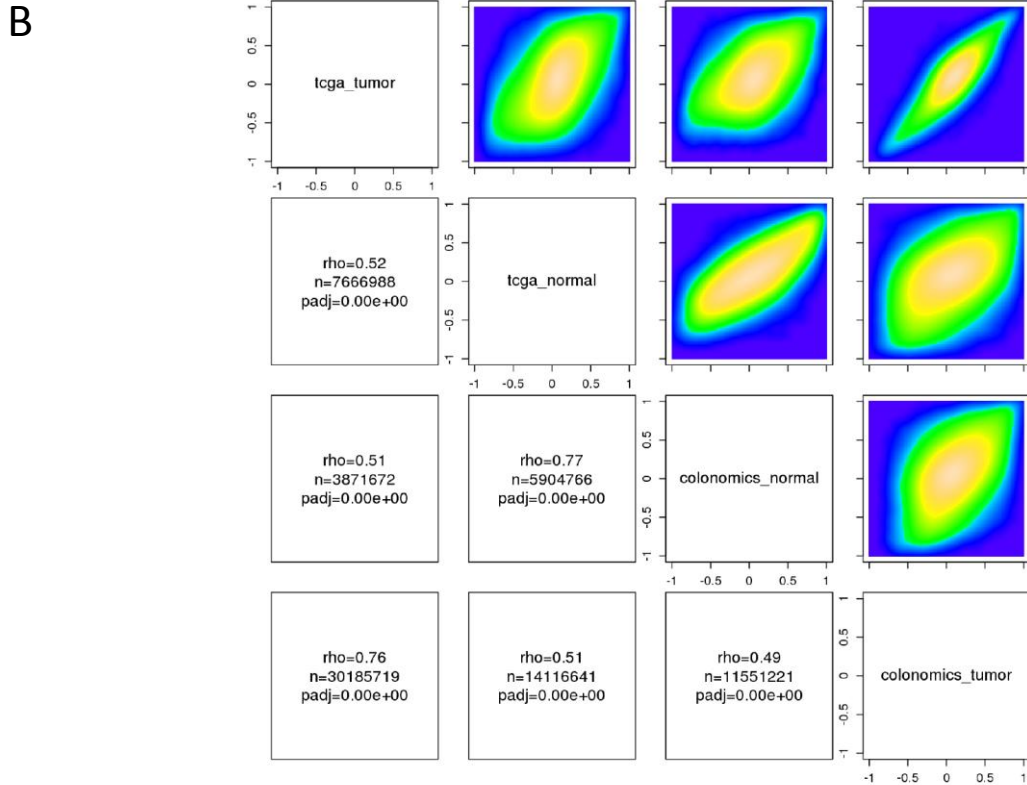 B
1
0.5
0
-0.5
-1
tcga_tumor
-1 -0.5 0 0.5 1
rho=0.52
n=7666988
padj=0.00e+00
1
0.5
0
-0.5
-1
tcga_normal
-1 -0.5 0 0.5 1
rho=0.51
n=3871672
padj=0.00e+00
rho=0.77
n=5904766
padj=0.00e+00
1
0.5
0
-0.5
-1
colonomics_normal
-1 -0.5 0 0.5 1
rho=0.76
n=30185719
padj=0.00e+00
rho=0.51
n=14116641
padj=0.00e+00
rho=0.49
n=11551221
padj=0.00e+00
1
0.5
0
-0.5
-1
colonomics_tumor
-1 -0.5 0 0.5 1